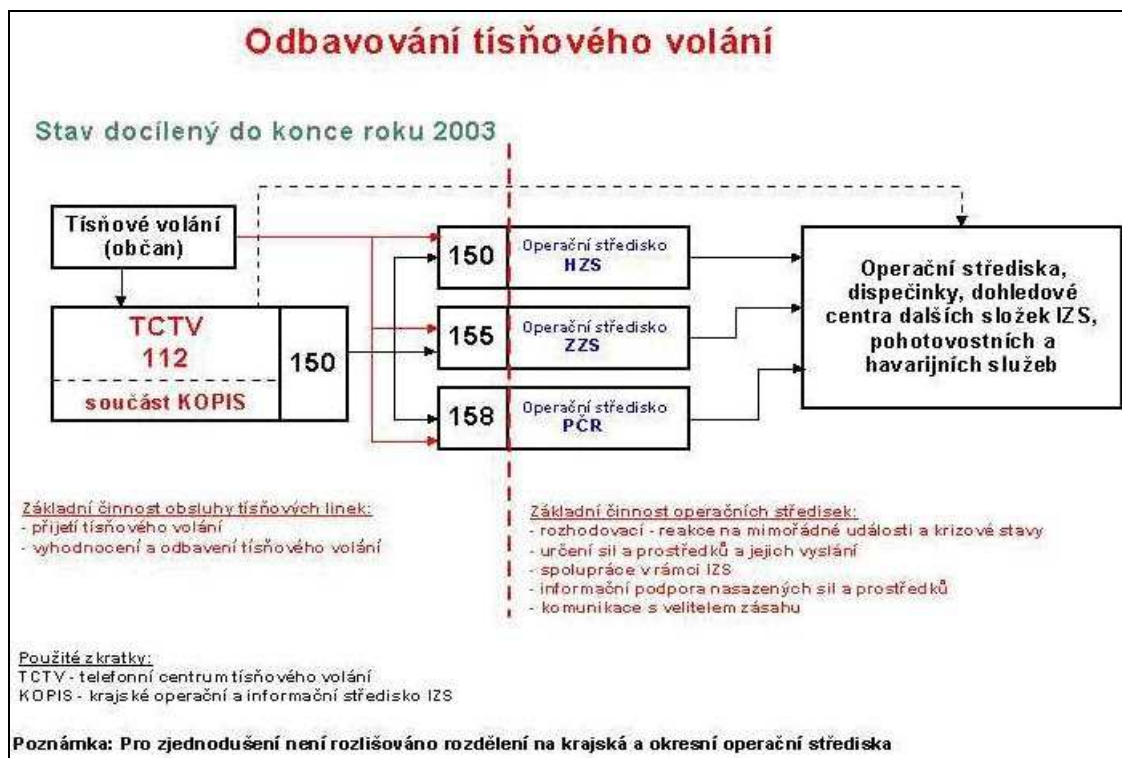 Odbavování tísňového volání
Stav docílený do konce roku 2003
Tísňové volání
(občan)
TCTV
112
součást KOPIS
150
150
Operační středisko
HZS
155
Operační středisko
ZZS
158
Operační středisko
PČR
Operační střediska,
dispečinky, dohledové
centra dalších složek IZS,
pohotovostních a
havarijních služeb
Základní činnost obsluhy tísňových linek:
- přijetí tísňového volání
- vyhodnocení a odbavení tísňového volání
Základní činnost operačních středisek:
- rozhodovací - reakce na mimořádné události a krizové stavy
- určení sil a prostředků a jejich vyslání
- spolupráce v rámci IZS
- informační podpora nasazených sil a prostředků
- komunikace s velitelem zásahu
Použité zkratky:
TCTV - telefonní centrum tísňového volání
KOPIS - krajské operační a informační středisko IZS
Poznámka: Pro zjednodušení není rozlišováno rozdělení na krajská a okresní operační střediska